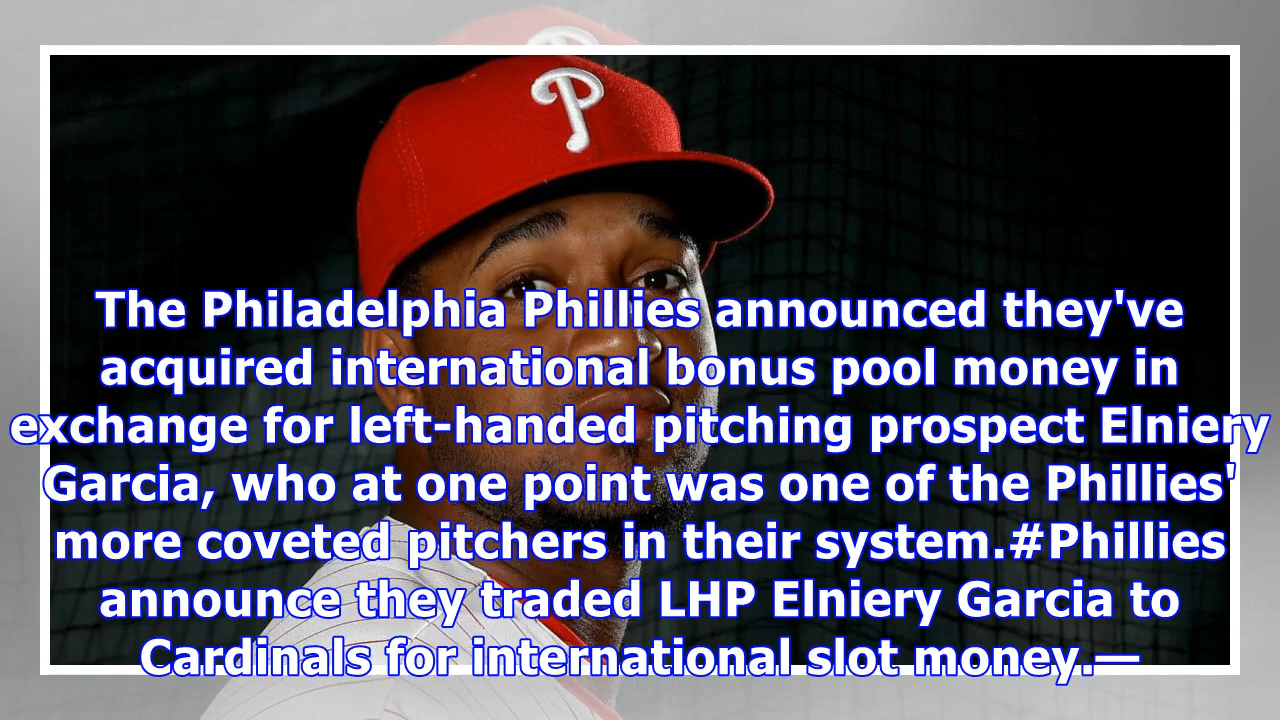 P
The Philadelphia Phillies announced they've
acquired international bonus pool money in
exchange for left-handed pitching prospect Elniery
Garcia, who at one point was one of the Phillies'
more coveted pitchers in their system.#Phillies
announce they traded LHP Elniery Garcia to
Cardinals for international slot money.—